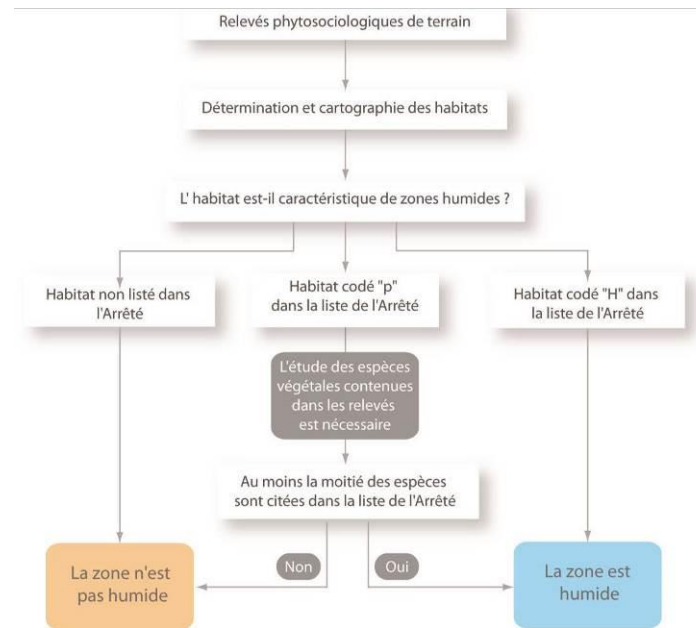 Relevés phytosociologiques de terrain
Détermination et cartographie des habitats
L' habitat est-il caractéristique de zones humides ?
Habitat non listé dans
l'Arrêté
Habitat codé "p"
dans la liste de l'Arrêté
Habitat codé "H" dans
la liste de l'Arrêté
L'étude des espèces
végétales contenues
dans les relevés
est nécessaire
Au moins la moitié des espèces
sont citées dans la liste de l'Arrêté
Non
Oui
La zone n'est
pas humide
La zone est
humide